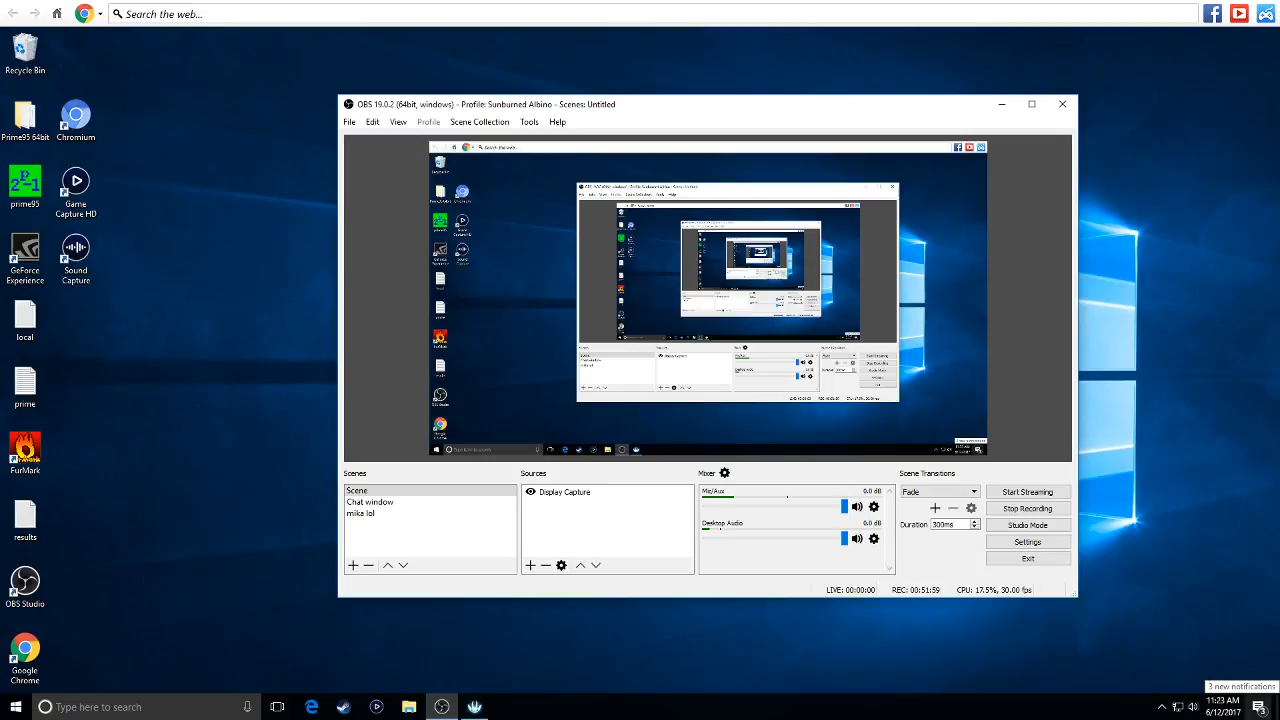 Search the web...
Recycle Bin
Prime95 64bit
Chromium
prime95
Game Capture HD
GeForce Experience
Sound Capture
local
prime
FurMark
results
OBS Studio
Google Chrome
OBS 19.0.2 (64bit, windows) - Profile: Sunburned Albino - Scenes: Untitled
File Edit View Profile Scene Collection Tools Help
Scenes
Scene
Chat window
mika lol
Sources
Display Capture
Mixer
Mic/Aux 0.0 dB
Desktop Audio 0.0 dB
Scene Transitions
Fade
Duration 300ms
Start Streaming
Stop Recording
Studio Mode
Settings
Exit
LIVE: 00:00:00 REC: 00:51:59 CPU: 17.5%, 30.00 fps
3 new notifications
Type here to search
11:23 AM
6/12/2017
3